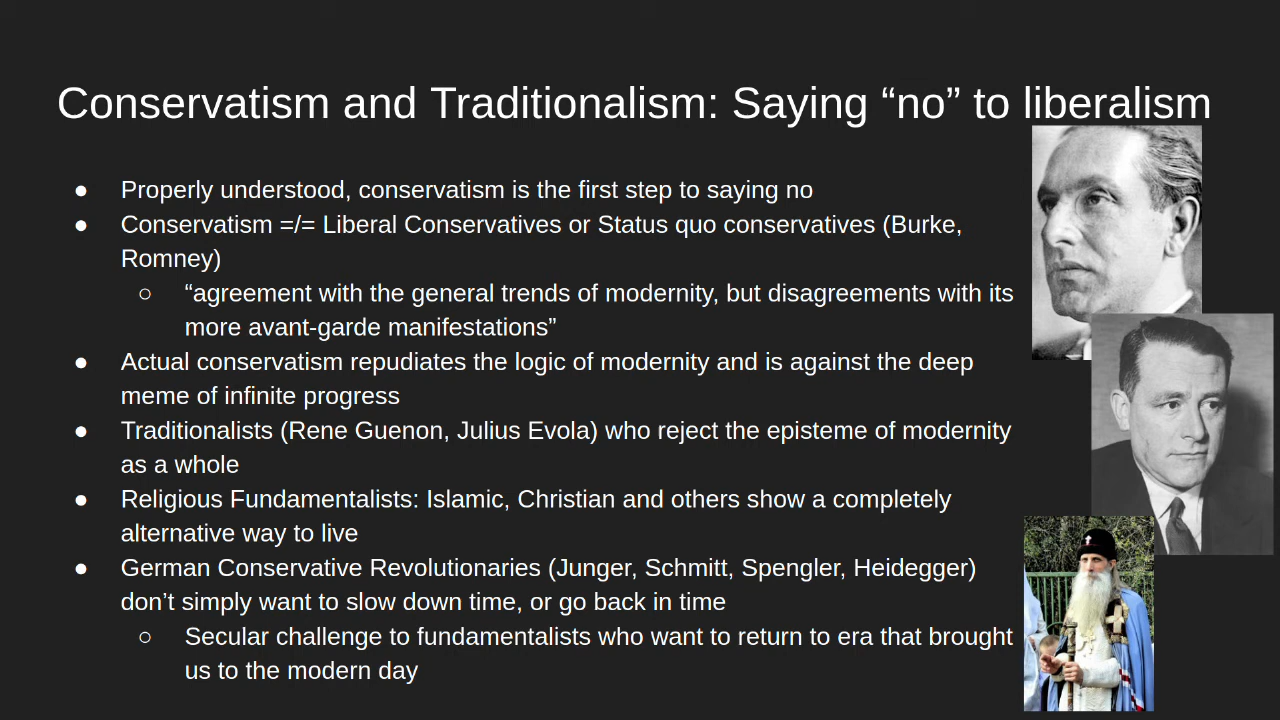 Conservatism and Traditionalism: Saying “no” to liberalism
● Properly understood, conservatism is the first step to saying no
● Conservatism =/= Liberal Conservatives or Status quo conservatives (Burke,
Romney)
○ “agreement with the general trends of modernity, but disagreements with its
more avant-garde manifestations”
● Actual conservatism repudiates the logic of modernity and is against the deep
meme of infinite progress
● Traditionalists (Rene Guenon, Julius Evola) who reject the episteme of modernity
as a whole
● Religious Fundamentalists: Islamic, Christian and others show a completely
alternative way to live
● German Conservative Revolutionaries (Junger, Schmitt, Spengler, Heidegger)
don’t simply want to slow down time, or go back in time
○ Secular challenge to fundamentalists who want to return to era that brought
us to the modern day